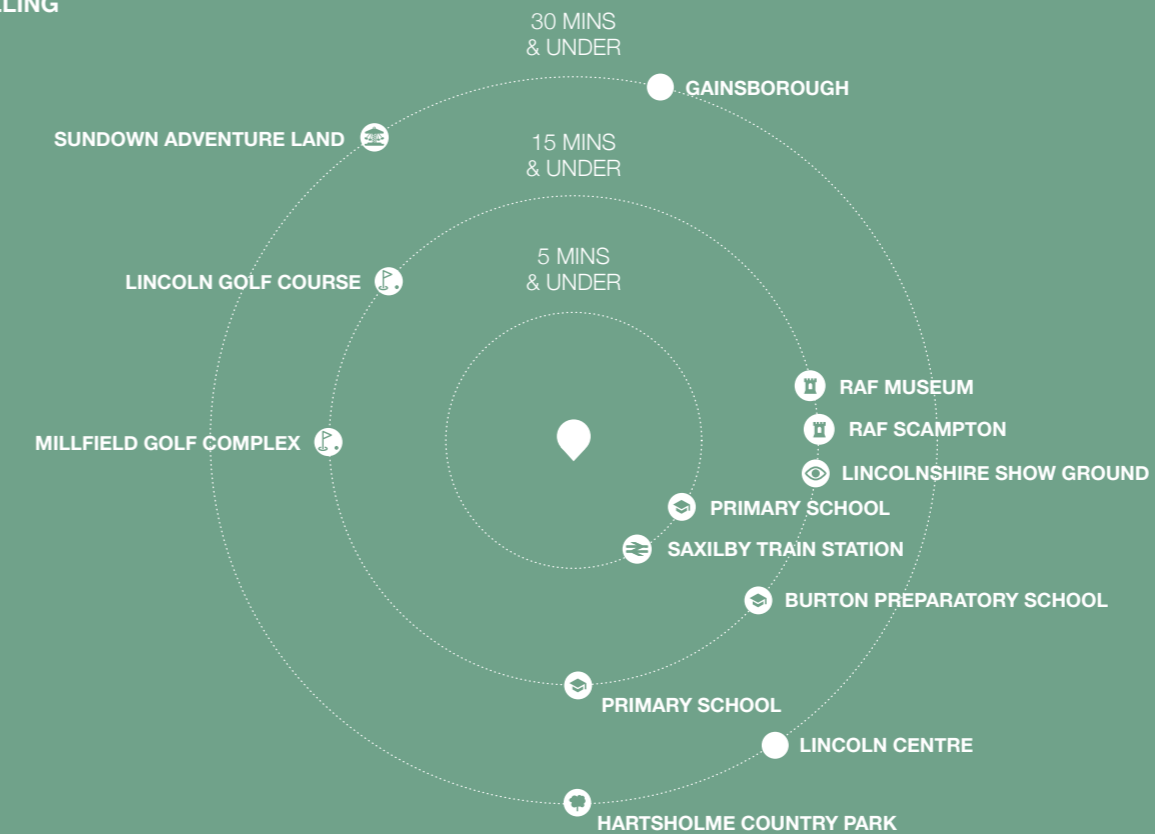 30 MINS
& UNDER
GAINSBOROUGH
SUNDOWN ADVENTURE LAND
15 MINS
& UNDER
5 MINS
& UNDER
LINCOLN GOLF COURSE
RAF MUSEUM
RAF SCAMPTON
MILLFIELD GOLF COMPLEX
LINCOLNSHIRE SHOW GROUND
PRIMARY SCHOOL
SAXILBY TRAIN STATION
BURTON PREPARATORY SCHOOL
PRIMARY SCHOOL
LINCOLN CENTRE
HARTSHOLME COUNTRY PARK